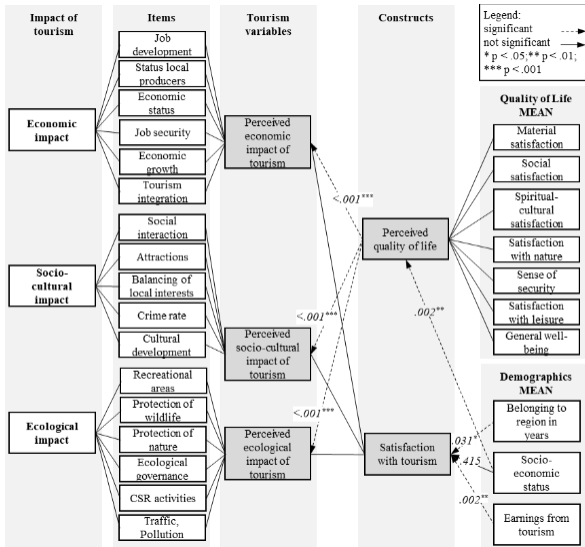 Impact of
tourism
Items
Tourism
variables
Constructs
Legend:
significant
not significant
* p < .05;** p < .01;
*** p < .001
Economic
impact
Socio-
cultural impact
Ecological impact
Job
development
Status local
producers
Economic
status
Job security
Economic
growth
Tourism
integration
Social
interaction
Attractions
Balancing of
local interests
Crime rate
Cultural
development
Recreational
areas
Protection of
wildlife
Protection of
nature
Ecological
governance
CSR activities
Traffic,
Pollution
Perceived
economic
impact of
tourism
Perceived
socio-cultural
impact of
tourism
Perceived
ecological
impact of
tourism
<.001***
<.001***
<.001***
Perceived
quality of life
.002**
Satisfaction
with tourism
.031*
.415
.002**
Quality of Life
MEAN
Material
satisfaction
Social
satisfaction
Spiritual-
cultural
satisfaction
Satisfaction
with nature
Sense of
security
Satisfaction
with leisure
General well-
being
Demographics
MEAN
Belonging to
region in
years
Socio-
economic
status
Earnings from
tourism